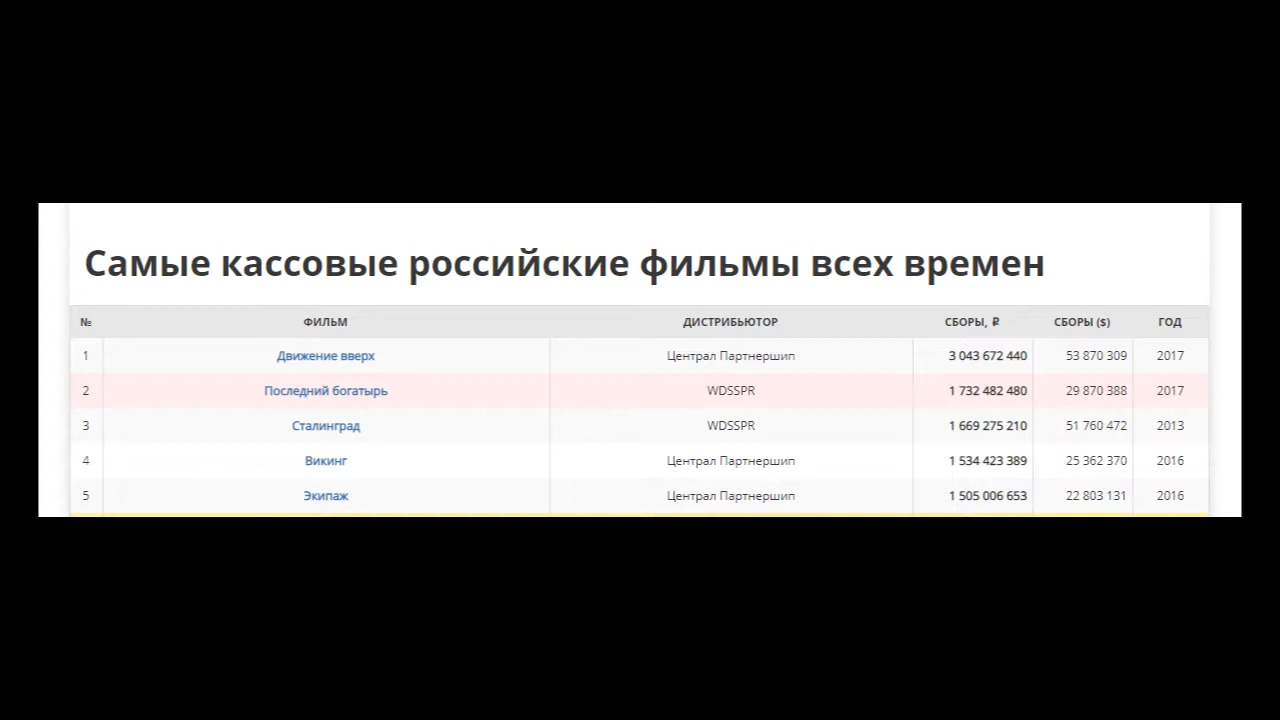 Самые кассовые российские фильмы всех времен
№ ФИЛЬМ ДИСТРИБЬЮТОР СБОРЫ, ₽ СБОРЫ ($) ГОД
1 Движение вверх Централ Партнершип 3 043 672 440 53 870 309 2017
2 Последний богатырь WDSSPR 1 732 482 480 29 870 388 2017
3 Сталинград WDSSPR 1 669 275 210 51 760 472 2013
4 Викинг Централ Партнершип 1 534 423 389 25 362 370 2016
5 Экипаж Централ Партнершип 1 505 006 653 22 803 131 2016